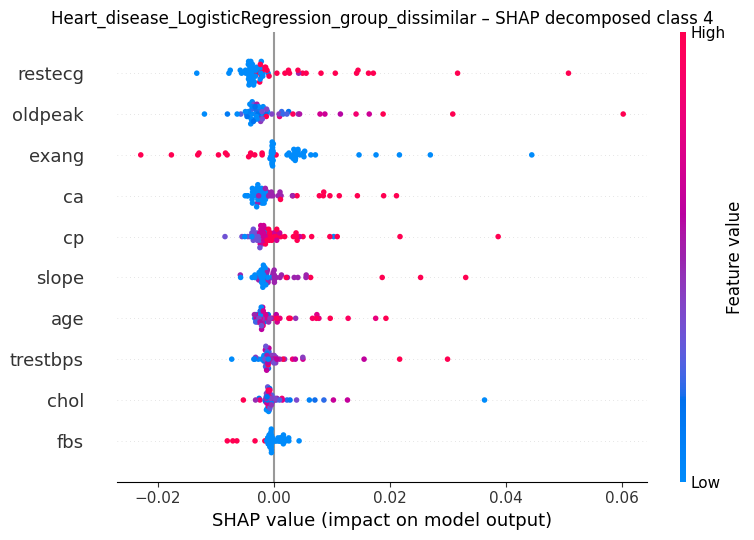 Heart_disease_LogisticRegression_group_dissimilar – SHAP decomposed class 4
High
restecg
oldpeak
exang
ca
cp
slope
age
trestbps
chol
fbs
Feature value
Low
−0.02 0.00 0.02 0.04 0.06
SHAP value (impact on model output)